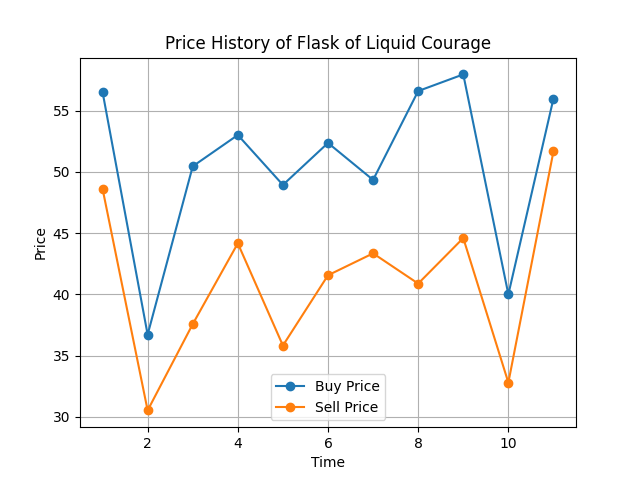 Price History of Flask of Liquid Courage
Price
55
50
45
40
35
30
Buy Price
Sell Price
2 4 6 8 10
Time